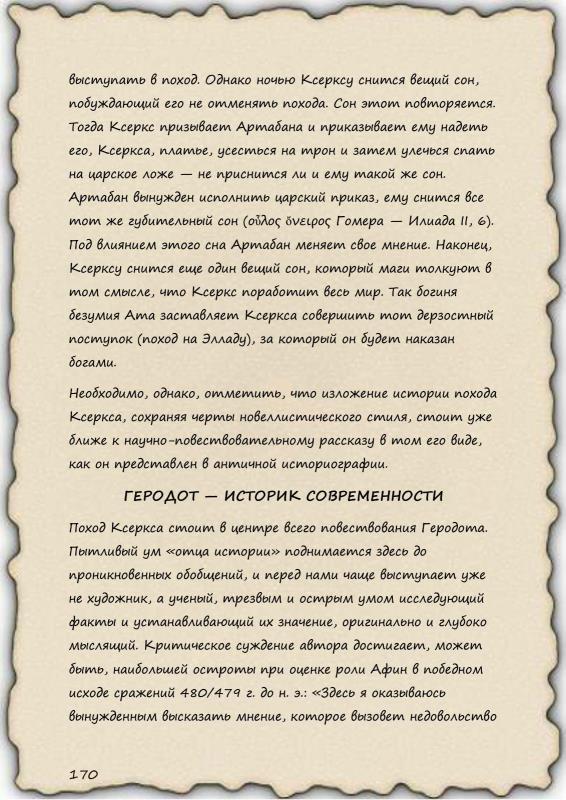 выступать в поход. Однако ночью Ксерксу снится вещий сон,
побуждающий его не отменять похода. Сон этот повторяется.
Тогда Ксеркс призывает Артабана и приказывает ему надеть
его, Ксеркса, платье, усесться на трон и затем улечься спать
на царское ложе — не приснится ли и ему такой же сон.
Артабан вынужден исполнить царский приказ, ему снится все
тот же губительный сон (οὖλος ὄνειρος Гомера — Илиада II, 6).
Под влиянием этого сна Артабан меняет свое мнение. Наконец,
Ксерксу снится еще один вещий сон, который маги толкуют в
том смысле, что Ксеркс поработит весь мир. Так богиня
безумия Ата заставляет Ксеркса совершить тот дерзостный
поступок (поход на Элладу), за который он будет наказан
богами.
Необходимо, однако, отметить, что изложение истории похода
Ксеркса, сохраняя черты новеллистического стиля, стоит уже
ближе к научно-повествовательному рассказу в том его виде,
как он представлен в античной историографии.
ГЕРОДОТ — ИСТОРИК СОВРЕМЕННОСТИ
Поход Ксеркса стоит в центре всего повествования Геродота.
Пытливый ум «отца истории» поднимается здесь до
проникновенных обобщений, и перед нами чаще выступает уже
не художник, а ученый, трезвым и острым умом исследующий
факты и устанавливающий их значение, оригинально и глубоко
мыслящий. Критическое суждение автора достигает, может
быть, наибольшей остроты при оценке роли Афин в победном
исходе сражений 480/479 г. до н. э.: «Здесь я оказываюсь
вынужденным высказать мнение, которое вызовет недовольство
170